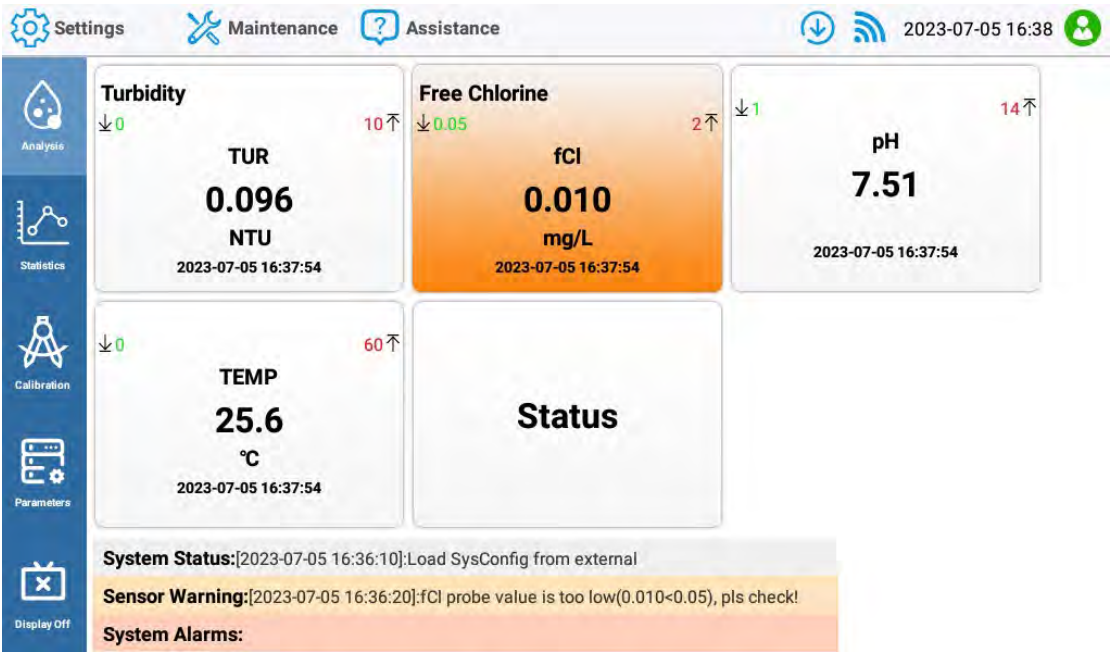 Settings Maintenance ? Assistance 2023-07-05 16:38
Analysis
Statistics
Calibration
Parameters
Display Off
Turbidity
0 10
TUR
0.096
NTU
2023-07-05 16:37:54
Free Chlorine
0.05 2
fCl
0.010
mg/L
2023-07-05 16:37:54
1 14
pH
7.51
2023-07-05 16:37:54
0 60
TEMP
25.6
℃
2023-07-05 16:37:54
Status
System Status:[2023-07-05 16:36:10]:Load SysConfig from external
Sensor Warning:[2023-07-05 16:36:20]:fCl probe value is too low(0.010<0.05), pls check!
System Alarms: